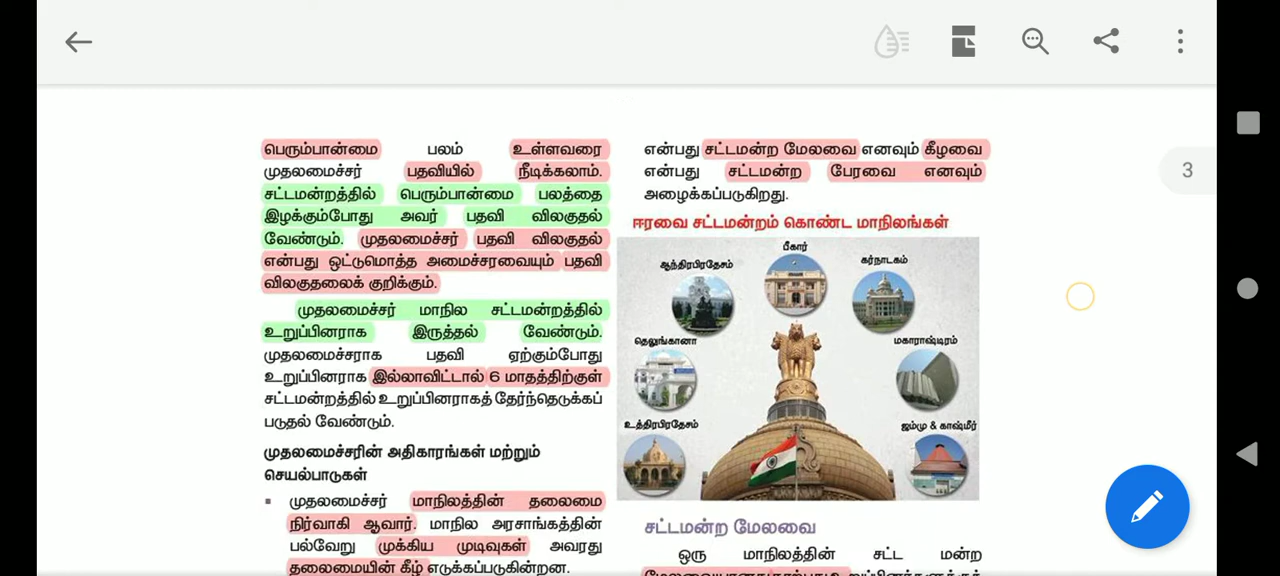 3
பெரும்பான்மை பலம் உள்ளவரை
முதலமைச்சர் பதவியில் நீடிக்கலாம்.
சட்டமன்றத்தில் பெரும்பான்மை பலத்தை
இழக்கும்போது அவர் பதவி விலகுதல்
வேண்டும். முதலமைச்சர் பதவி விலகுதல்
என்பது ஒட்டுமொத்த அமைச்சரவையும் பதவி
விலகுதலைக் குறிக்கும்.
முதலமைச்சர் மாநில சட்டமன்றத்தில்
உறுப்பினராக இருத்தல் வேண்டும்.
முதலமைச்சராக பதவி ஏற்கும்போது
உறுப்பினராக இல்லாவிட்டால் 6 மாதத்திற்குள்
சட்டமன்றத்தில் உறுப்பினராகத் தேர்ந்தெடுக்கப்
படுதல் வேண்டும்.
முதலமைச்சரின் அதிகாரங்கள் மற்றும்
செயல்பாடுகள்
▪ முதலமைச்சர் மாநிலத்தின் தலைமை
நிர்வாகி ஆவார். மாநில அரசாங்கத்தின்
பல்வேறு முக்கிய முடிவுகள் அவரது
தலைமையின் கீழ் எடுக்கப்படுகின்றன.
என்பது சட்டமன்ற மேலவை எனவும் கீழவை
என்பது சட்டமன்ற பேரவை எனவும்
அழைக்கப்படுகிறது.
ஈரவை சட்டமன்றம் கொண்ட மாநிலங்கள்
பீகார்
ஆந்திரபிரதேசம்
கர்நாடகம்
தெலுங்கானா
மகாராஷ்டிரம்
உத்திரபிரதேசம்
ஜம்மு & காஷ்மீர்
சட்டமன்ற மேலவை
ஒரு மாநிலத்தின் சட்ட மன்ற